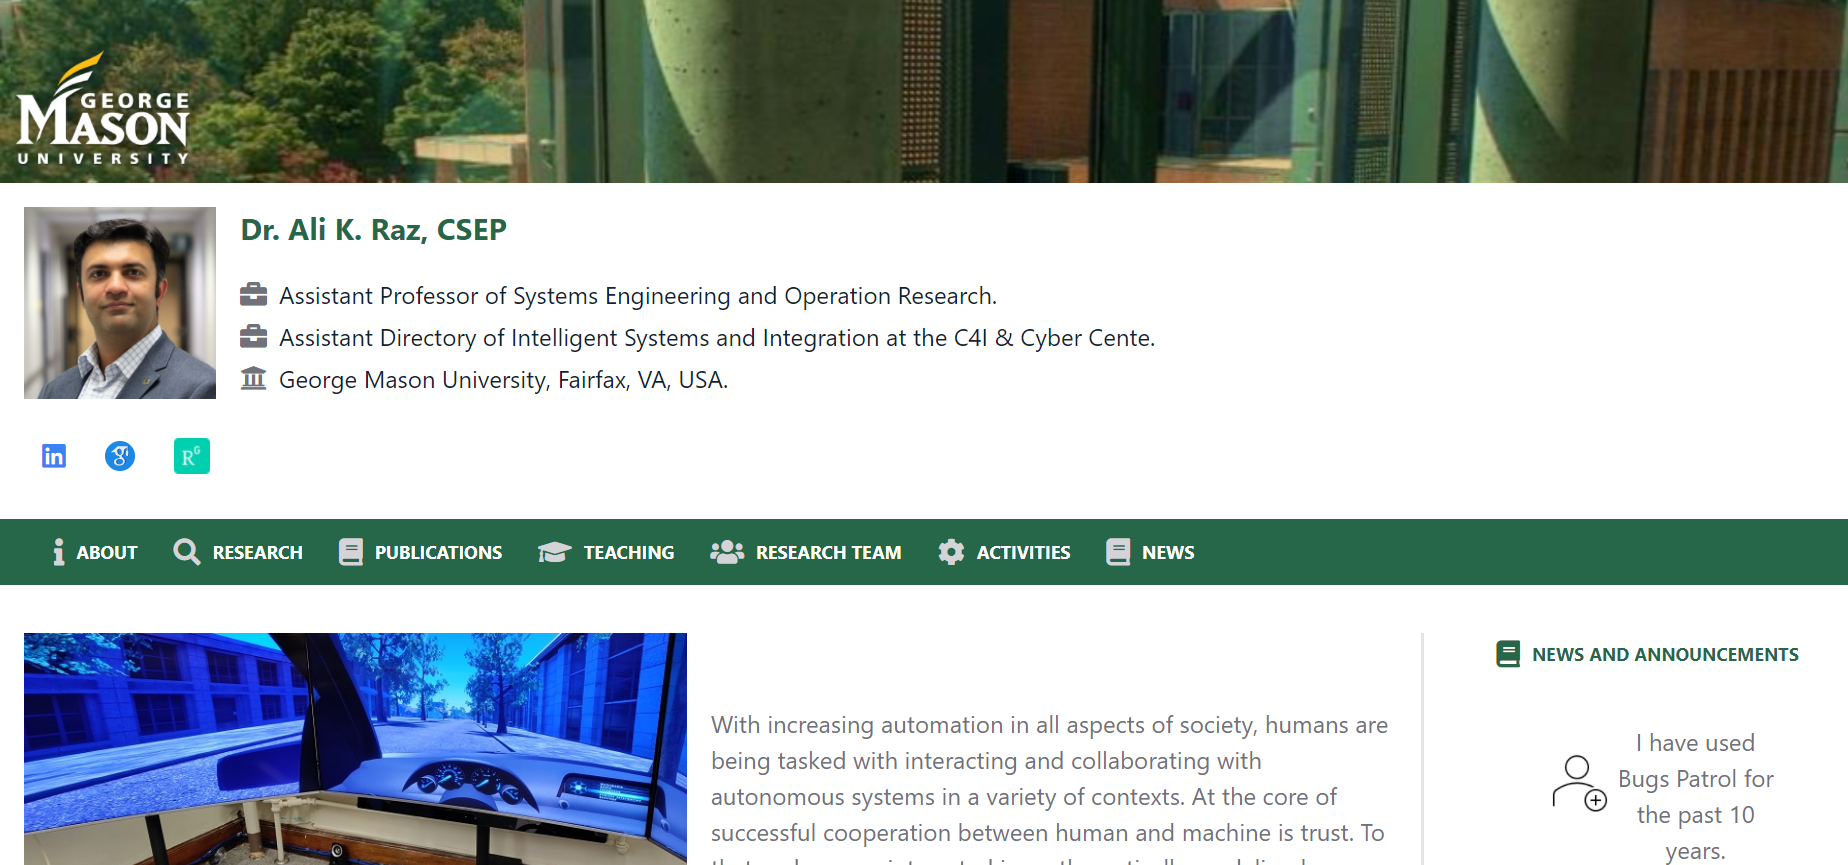 GEORGE
MASON
UNIVERSITY
Dr. Ali K. Raz, CSEP
Assistant Professor of Systems Engineering and Operation Research.
Assistant Directory of Intelligent Systems and Integration at the C4I & Cyber Cente.
George Mason University, Fairfax, VA, USA.
in
RG
ABOUT
RESEARCH
PUBLICATIONS
TEACHING
RESEARCH TEAM
ACTIVITIES
NEWS
With increasing automation in all aspects of society, humans are
being tasked with interacting and collaborating with
autonomous systems in a variety of contexts. At the core of
successful cooperation between human and machine is trust. To
NEWS AND ANNOUNCEMENTS
I have used
Bugs Patrol for
the past 10
years.